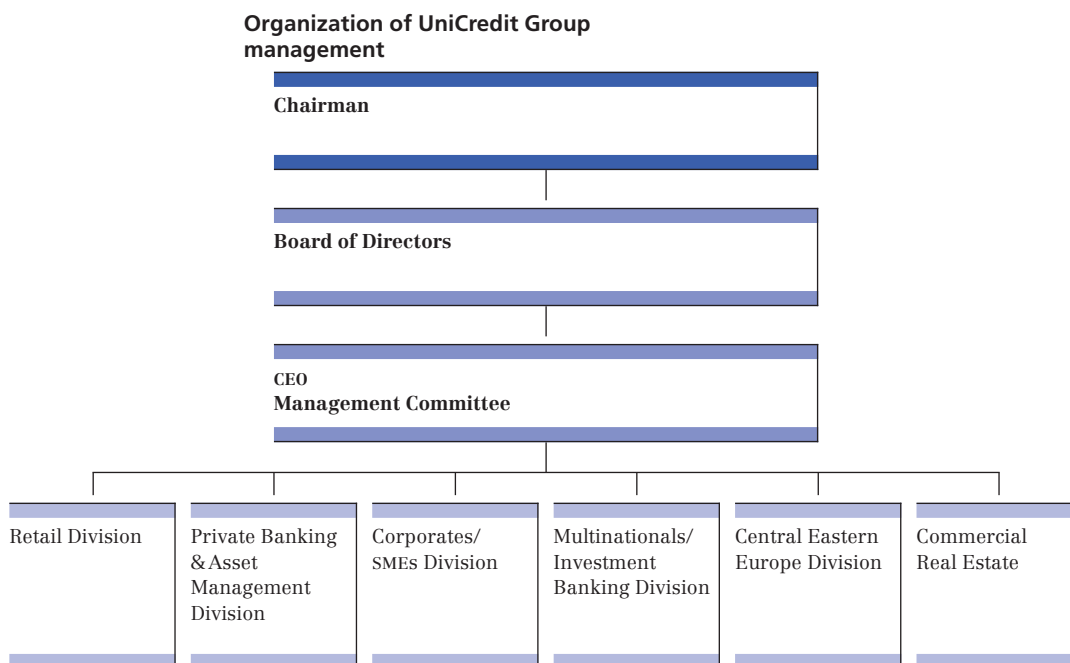 Organization of UniCredit Group
management
Chairman
Board of Directors
CEO
Management Committee
Retail Division
Private Banking
& Asset
Management
Division
Corporates/
SMEs Division
Multinationals/
Investment
Banking Division
Central Eastern
Europe Division
Commercial
Real Estate